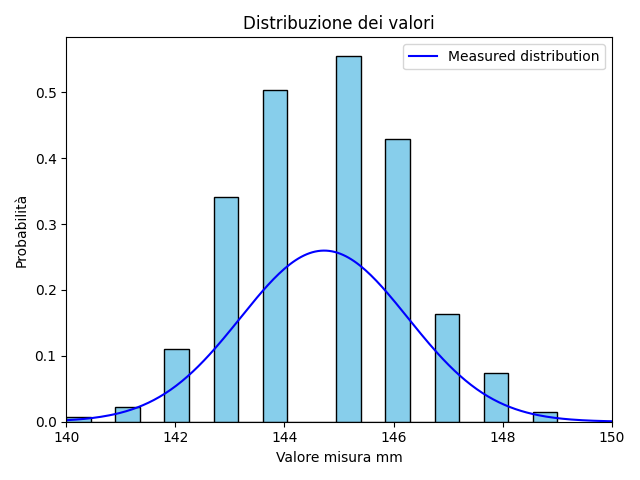 Distribuzione dei valori
Measured distribution
Probabilità
0.5
0.4
0.3
0.2
0.1
0.0
140 142 144 146 148 150
Valore misura mm